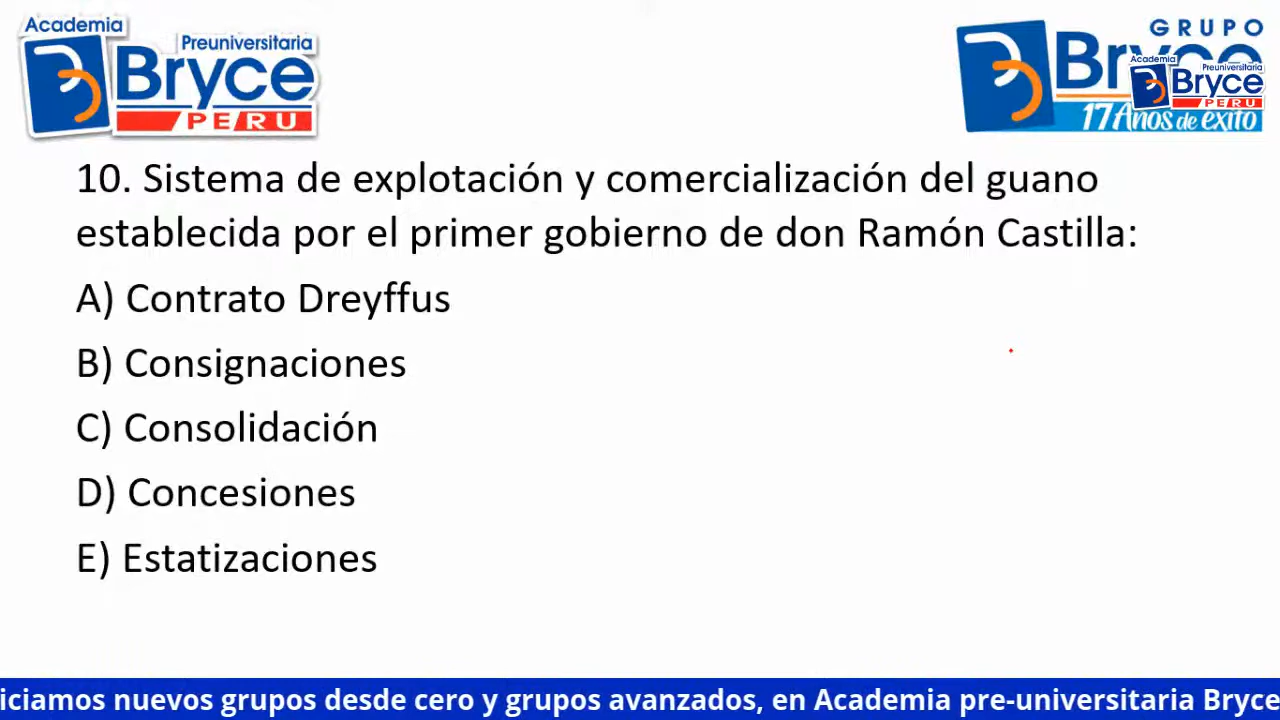 Academia
Preuniversitaria
Bryce
PERU
GRUPO
Bryce
17 Años de éxito
Academia
Preuniversitaria
Bryce
PERU
10. Sistema de explotación y comercialización del guano
establecida por el primer gobierno de don Ramón Castilla:
A) Contrato Dreyffus
B) Consignaciones
C) Consolidación
D) Concesiones
E) Estatizaciones
iciamos nuevos grupos desde cero y grupos avanzados, en Academia pre-universitaria Bryce